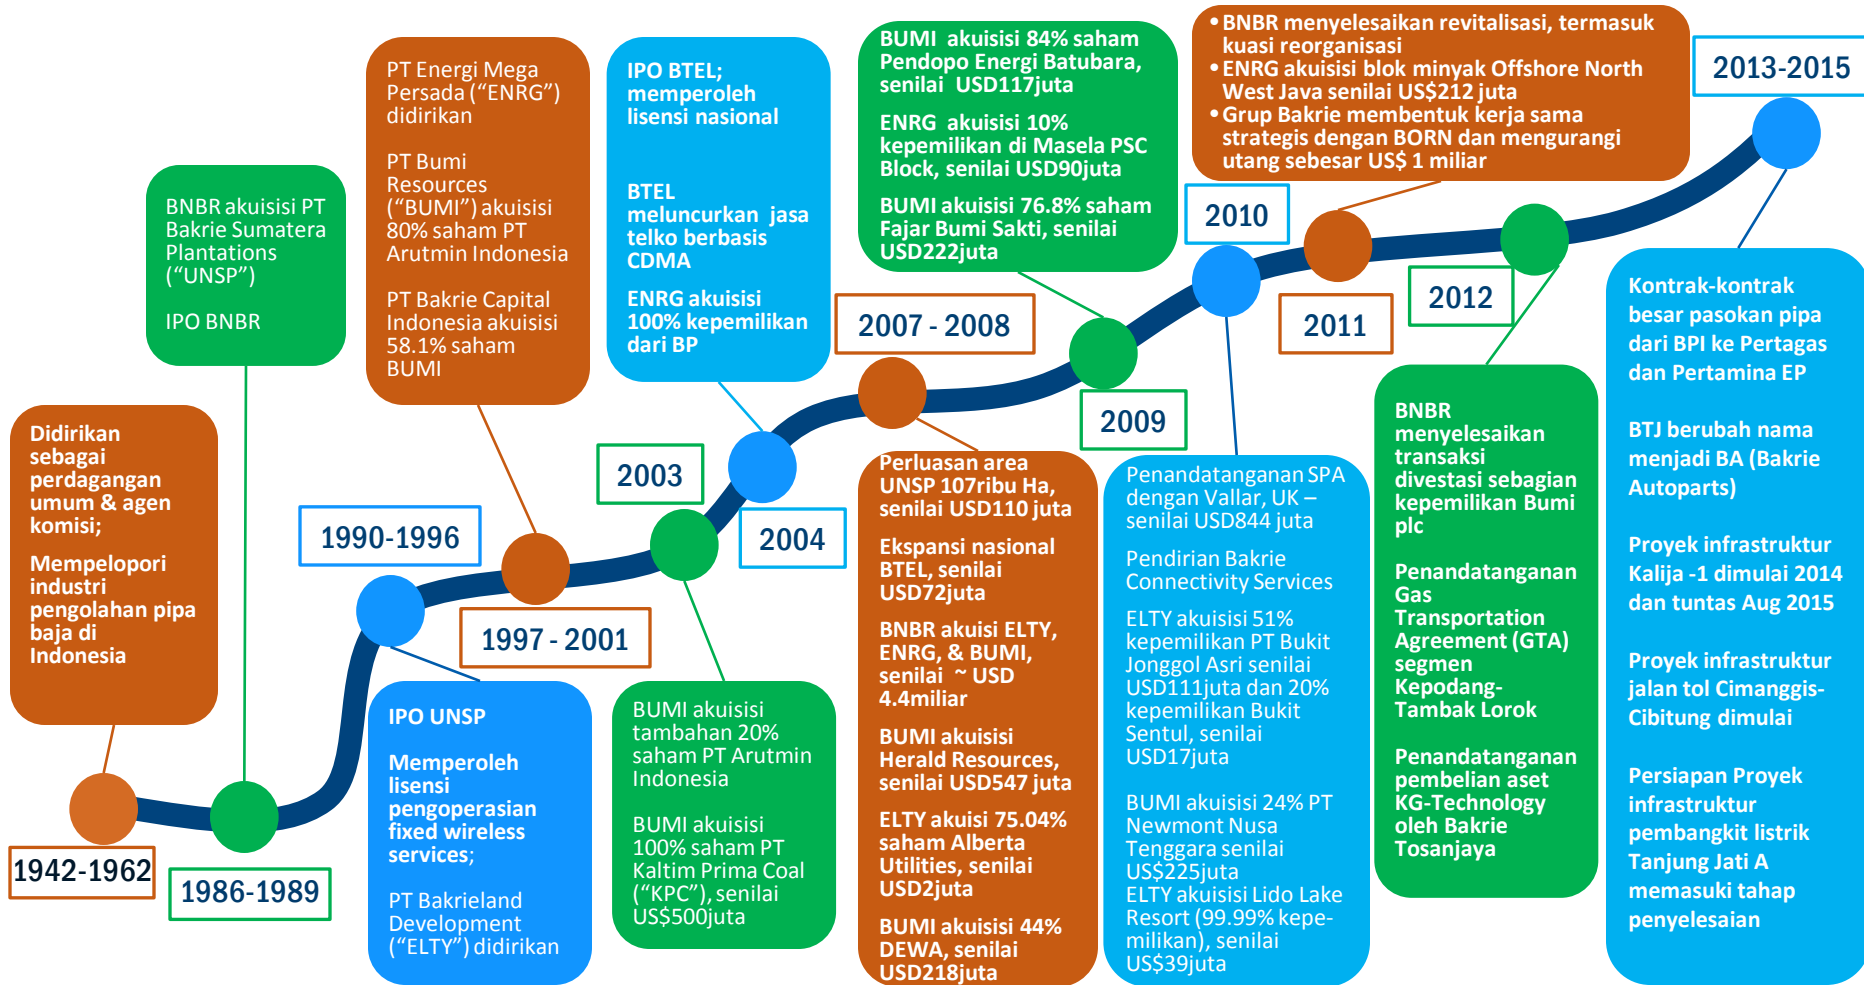 Didirikan
sebagai
perdagangan
umum & agen
komisi;
Mempelopori
industri
pengolahan pipa
baja di
Indonesia
1942-1962
BNBR akuisisi PT
Bakrie Sumatera
Plantations
(“UNSP”)
IPO BNBR
1986-1989
1990-1996
IPO UNSP
Memperoleh
lisensi
pengoperasian
fixed wireless
services;
PT Bakrieland
Development
(“ELTY”) didirikan
PT Energi Mega
Persada (“ENRG”)
didirikan
PT Bumi
Resources
(“BUMI”) akuisisi
80% saham PT
Arutmin Indonesia
PT Bakrie Capital
Indonesia akuisisi
58.1% saham
BUMI
1997 - 2001
2003
BUMI akuisisi
tambahan 20%
saham PT Arutmin
Indonesia
BUMI akuisisi
100% saham PT
Kaltim Prima Coal
(“KPC”), senilai
US$500juta
IPO BTEL;
memperoleh
lisensi nasional
BTEL
meluncurkan jasa
telko berbasis
CDMA
ENRG akuisisi
100% kepemilikan
dari BP
2004
2007 - 2008
Perluasan area
UNSP 107ribu Ha,
senilai USD110 juta
Ekspansi nasional
BTEL, senilai
USD72juta
BNBR akuisi ELTY,
ENRG, & BUMI,
senilai ~ USD
4.4miliar
BUMI akuisisi
Herald Resources,
senilai USD547 juta
ELTY akuisi 75.04%
saham Alberta
Utilities, senilai
USD2juta
BUMI akuisisi 44%
DEWA, senilai
USD218juta
BUMI akuisisi 84% saham
Pendopo Energi Batubara,
senilai USD117juta
ENRG akuisisi 10%
kepemilikan di Masela PSC
Block, senilai USD90juta
BUMI akuisisi 76.8% saham
Fajar Bumi Sakti, senilai
USD222juta
2009
2010
Penandatanganan SPA
dengan Vallar, UK –
senilai USD844 juta
Pendirian Bakrie
Connectivity Services
ELTY akuisisi 51%
kepemilikan PT Bukit
Jonggol Asri senilai
USD111juta dan 20%
kepemilikan Bukit
Sentul, senilai
USD17juta
BUMI akuisisi 24% PT
Newmont Nusa
Tenggara senilai
US$225juta
ELTY akuisisi Lido Lake
Resort (99.99% kepe-
milikan), senilai
US$39juta
• BNBR menyelesaikan revitalisasi, termasuk
kuasi reorganisasi
• ENRG akuisisi blok minyak Offshore North
West Java senilai US$212 juta
• Grup Bakrie membentuk kerja sama
strategis dengan BORN dan mengurangi
utang sebesar US$ 1 miliar
2011
2012
BNBR
menyelesaikan
transaksi
divestasi sebagian
kepemilikan Bumi
plc
Penandatanganan
Gas
Transportation
Agreement (GTA)
segmen
Kepodang-
Tambak Lorok
Penandatanganan
pembelian aset
KG-Technology
oleh Bakrie
Tosanjaya
2013-2015
Kontrak-kontrak
besar pasokan pipa
dari BPI ke Pertagas
dan Pertamina EP
BTJ berubah nama
menjadi BA (Bakrie
Autoparts)
Proyek infrastruktur
Kalija -1 dimulai 2014
dan tuntas Aug 2015
Proyek infrastruktur
jalan tol Cimanggis-
Cibitung dimulai
Persiapan Proyek
infrastruktur
pembangkit listrik
Tanjung Jati A
memasuki tahap
penyelesaian